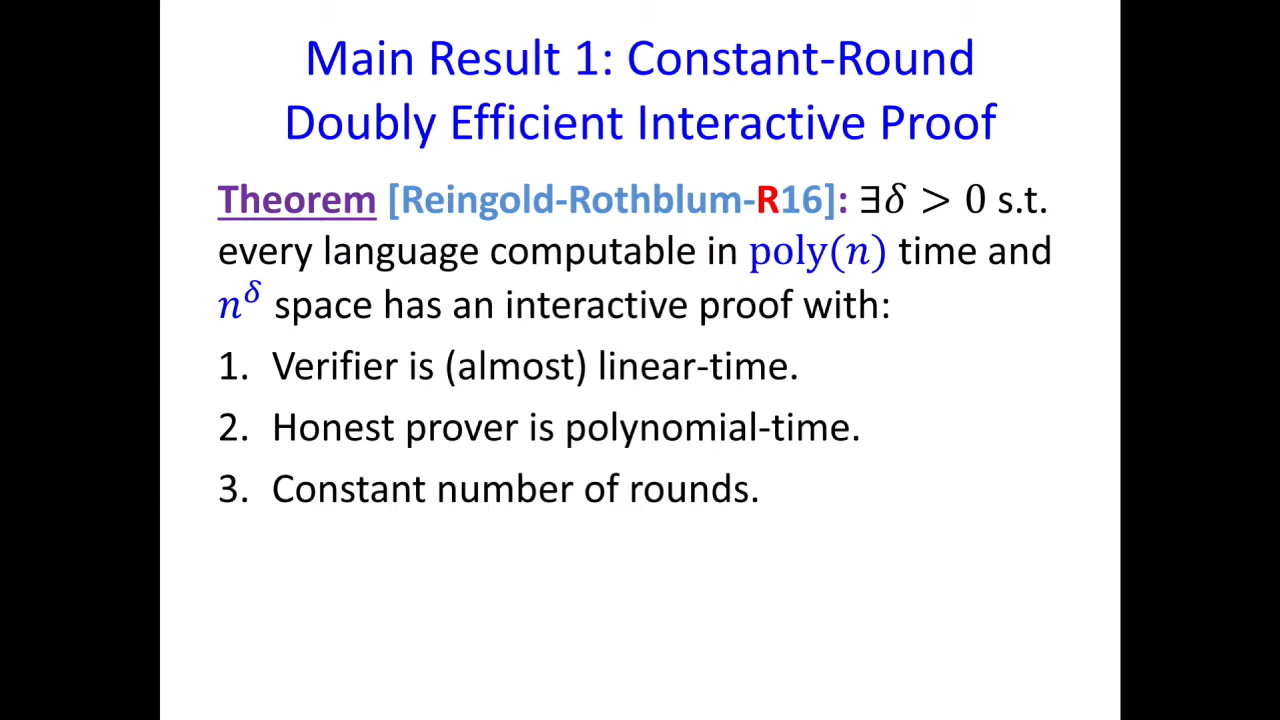 Main Result 1: Constant-Round
Doubly Efficient Interactive Proof
Theorem [Reingold-Rothblum-R16]: ∃δ > 0 s.t.
every language computable in poly(n) time and
n^δ space has an interactive proof with:
1. Verifier is (almost) linear-time.
2. Honest prover is polynomial-time.
3. Constant number of rounds.